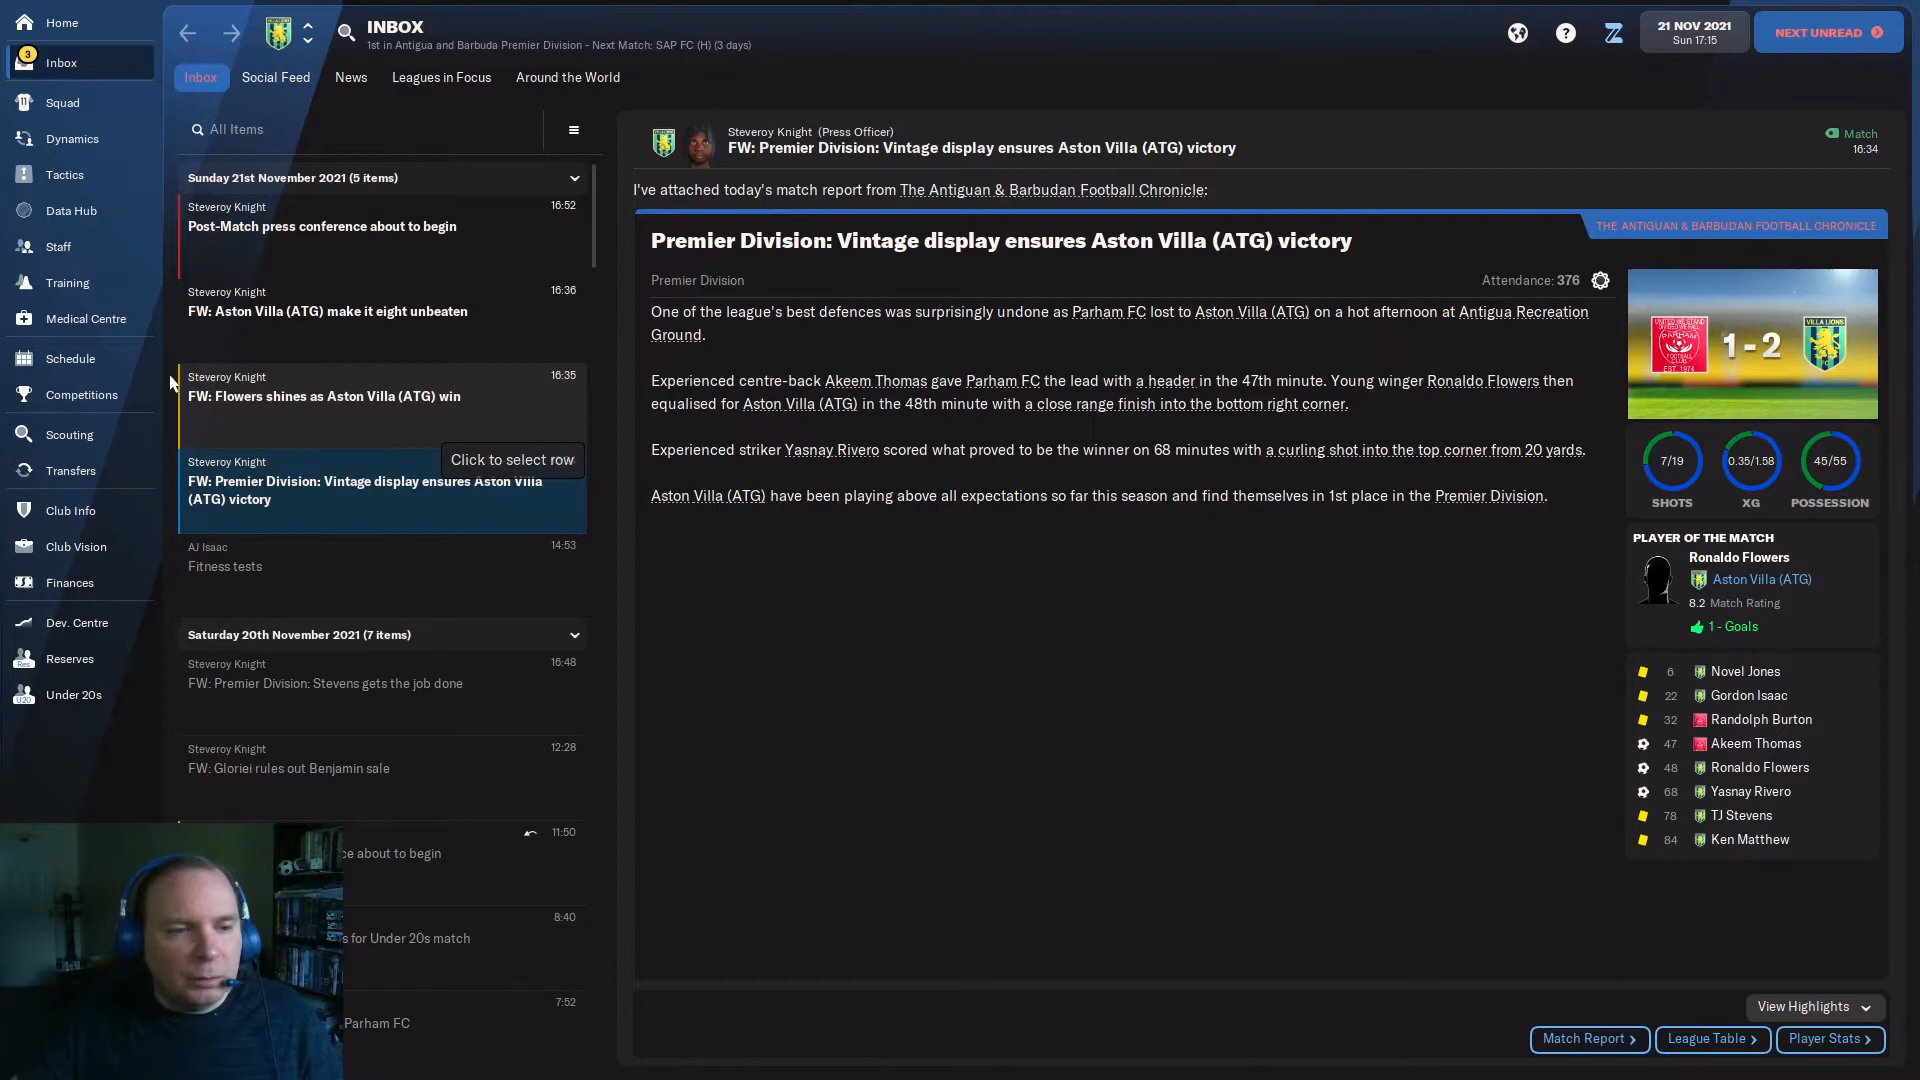 Home
3
Inbox
Squad
Dynamics
Tactics
Data Hub
Staff
Training
Medical Centre
Schedule
Competitions
Scouting
Transfers
Club Info
Club Vision
Finances
Dev. Centre
Res
Reserves
U20
Under 20s
INBOX
1st in Antigua and Barbuda Premier Division - Next Match: SAP FC (H) (3 days)
21 NOV 2021
Sun 17:15
NEXT UNREAD
Inbox
Social Feed
News
Leagues in Focus
Around the World
All Items
Sunday 21st November 2021 (5 items)
Steveroy Knight
16:52
Post-Match press conference about to begin
Steveroy Knight
16:36
FW: Aston Villa (ATG) make it eight unbeaten
Steveroy Knight
16:35
FW: Flowers shines as Aston Villa (ATG) win
Click to select row
Steveroy Knight
FW: Premier Division: Vintage display ensures Aston Villa
(ATG) victory
AJ Isaac
14:53
Fitness tests
Saturday 20th November 2021 (7 items)
Steveroy Knight
16:48
FW: Premier Division: Stevens gets the job done
Steveroy Knight
12:28
FW: Gloriei rules out Benjamin sale
11:50
about to begin
8:40
for Under 20s match
7:52
Parham FC
Steveroy Knight (Press Officer)
FW: Premier Division: Vintage display ensures Aston Villa (ATG) victory
Match
16:34
I've attached today's match report from The Antiguan & Barbudan Football Chronicle:
THE ANTIGUAN & BARBUDAN FOOTBALL CHRONICLE
Premier Division: Vintage display ensures Aston Villa (ATG) victory
Premier Division
Attendance: 376
One of the league's best defences was surprisingly undone as Parham FC lost to Aston Villa (ATG) on a hot afternoon at Antigua Recreation
Ground.
Experienced centre-back Akeem Thomas gave Parham FC the lead with a header in the 47th minute. Young winger Ronaldo Flowers then
equalised for Aston Villa (ATG) in the 48th minute with a close range finish into the bottom right corner.
Experienced striker Yasnay Rivero scored what proved to be the winner on 68 minutes with a curling shot into the top corner from 20 yards.
Aston Villa (ATG) have been playing above all expectations so far this season and find themselves in 1st place in the Premier Division.
PARHAM
EST. 1974
1 - 2
VILLA LIONS
7/19
0.35/1.58
45/55
SHOTS
XG
POSSESSION
PLAYER OF THE MATCH
Ronaldo Flowers
Aston Villa (ATG)
8.2 Match Rating
1 - Goals
6 Novel Jones
22 Gordon Isaac
32 Randolph Burton
47 Akeem Thomas
48 Ronaldo Flowers
68 Yasnay Rivero
78 TJ Stevens
84 Ken Matthew
View Highlights
Match Report
League Table
Player Stats